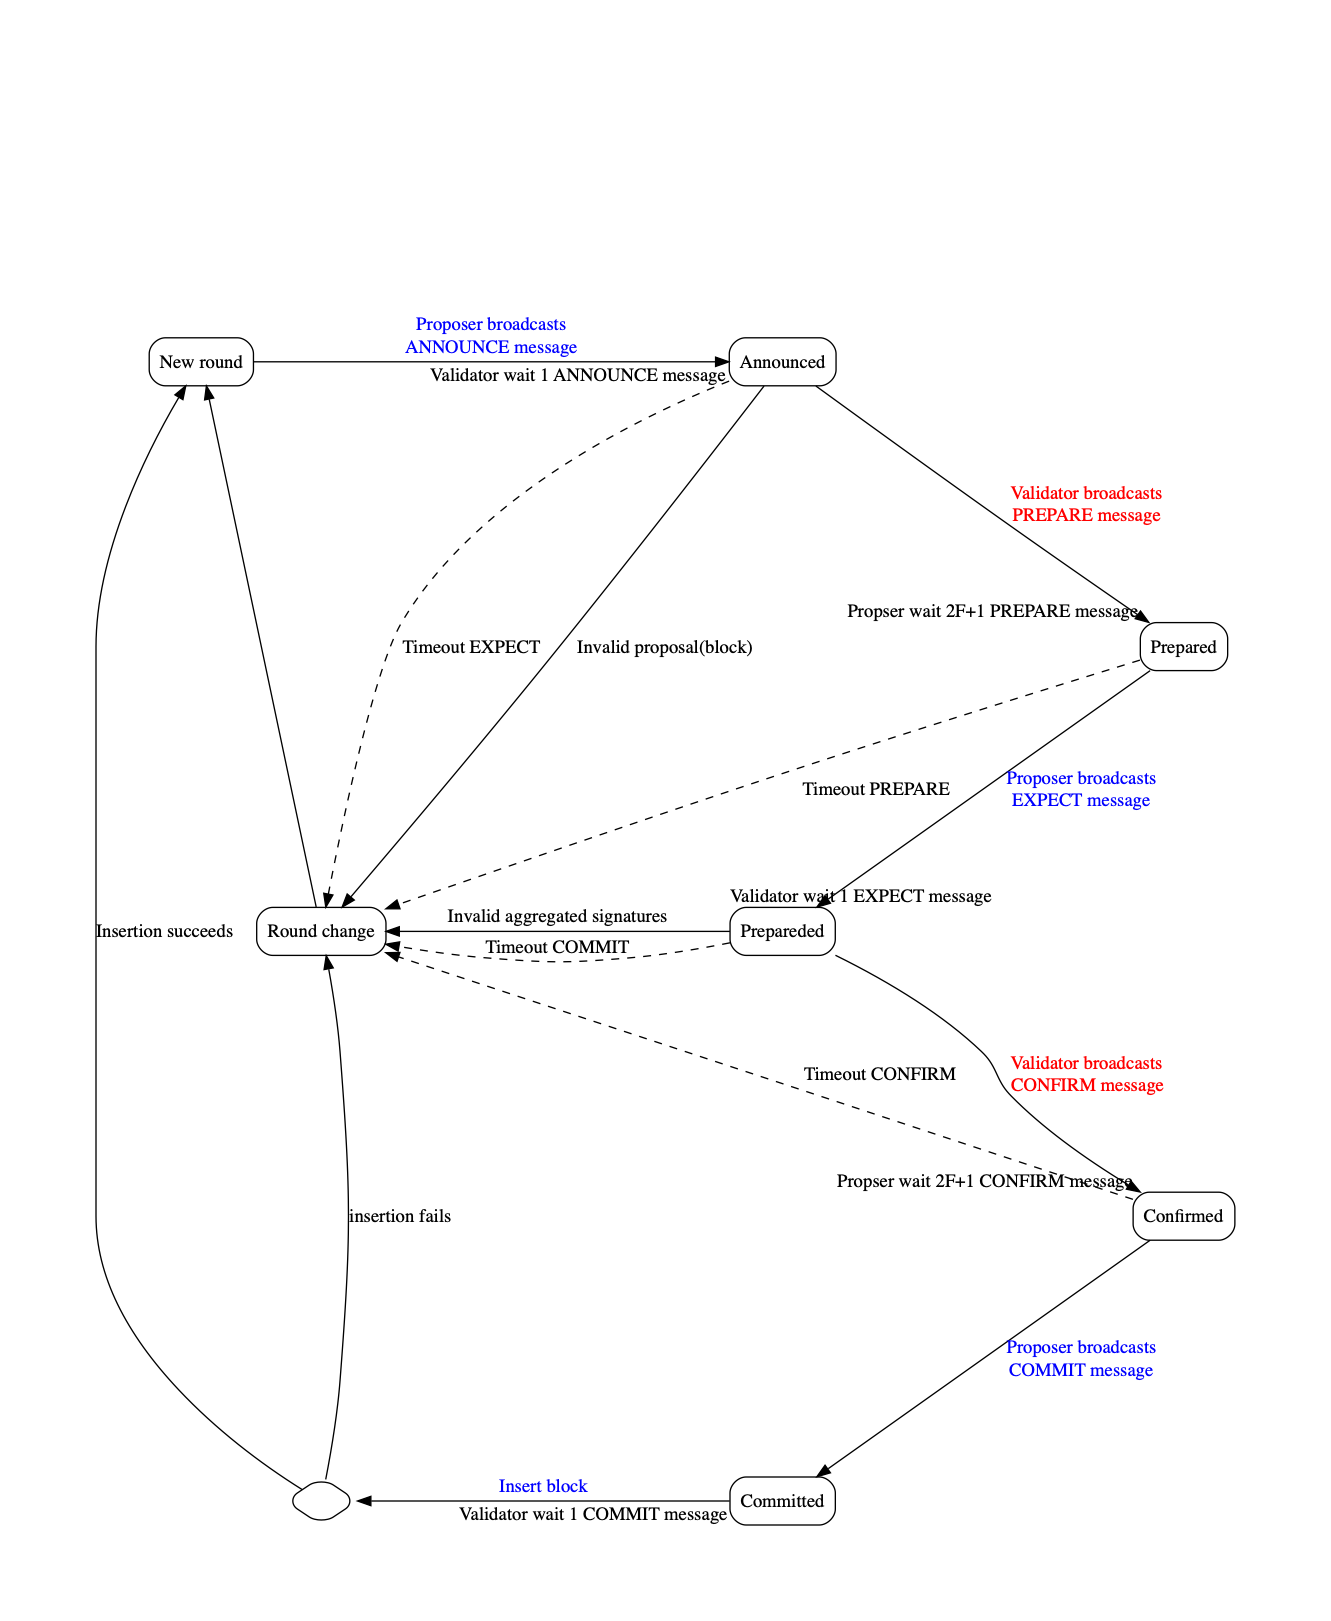 Proposer broadcasts
ANNOUNCE message
New round
Announced
Validator wait 1 ANNOUNCE message
Validator broadcasts
PREPARE message
Propser wait 2F+1 PREPARE message
Timeout EXPECT
Invalid proposal(block)
Prepared
Timeout PREPARE
Proposer broadcasts
EXPECT message
Validator wait 1 EXPECT message
Invalid aggregated signatures
Insertion succeeds
Round change
Prepareded
Timeout COMMIT
Validator broadcasts
CONFIRM message
Timeout CONFIRM
Propser wait 2F+1 CONFIRM message
insertion fails
Confirmed
Proposer broadcasts
COMMIT message
Insert block
Committed
Validator wait 1 COMMIT message